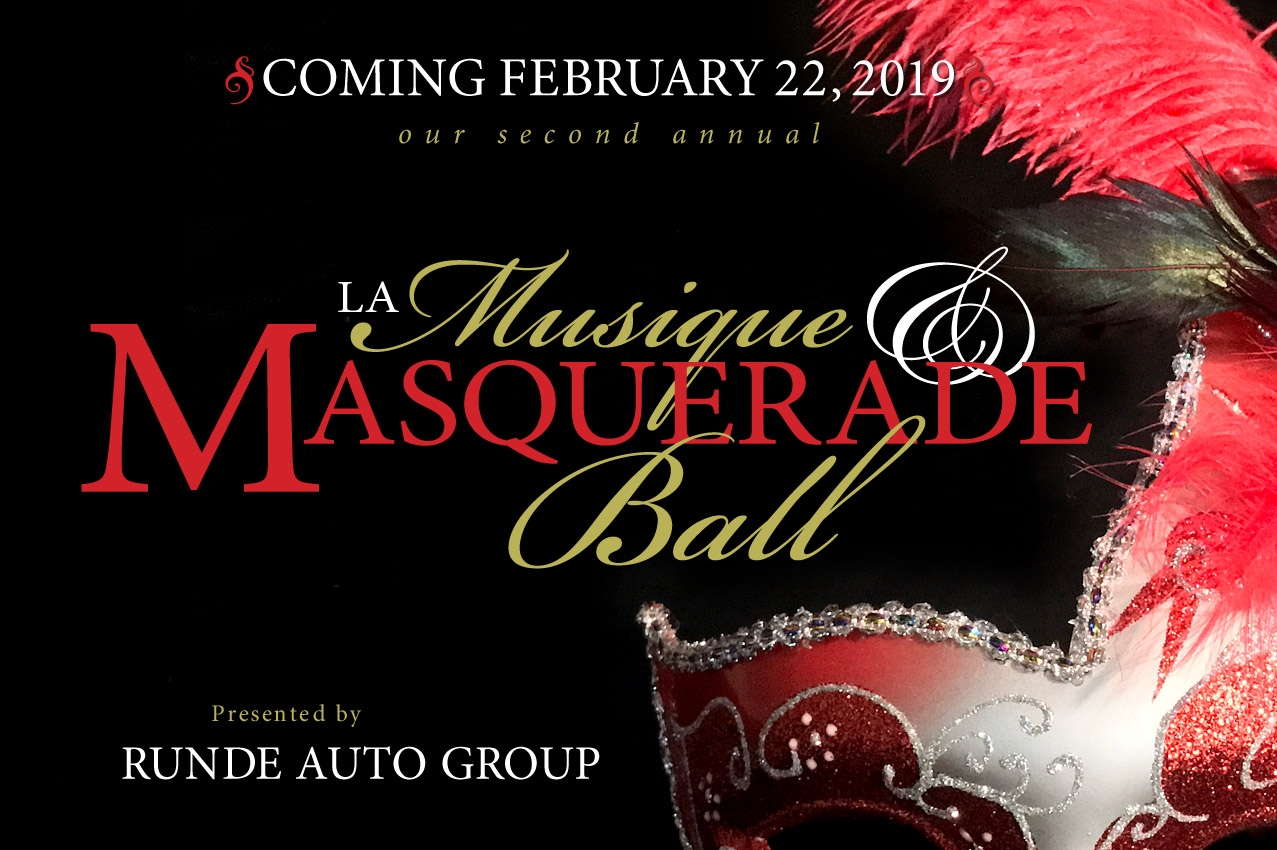 COMING FEBRUARY 22, 2019
our second annual
LA Musique &
MASQUERADE
Ball
Presented by
RUNDE AUTO GROUP